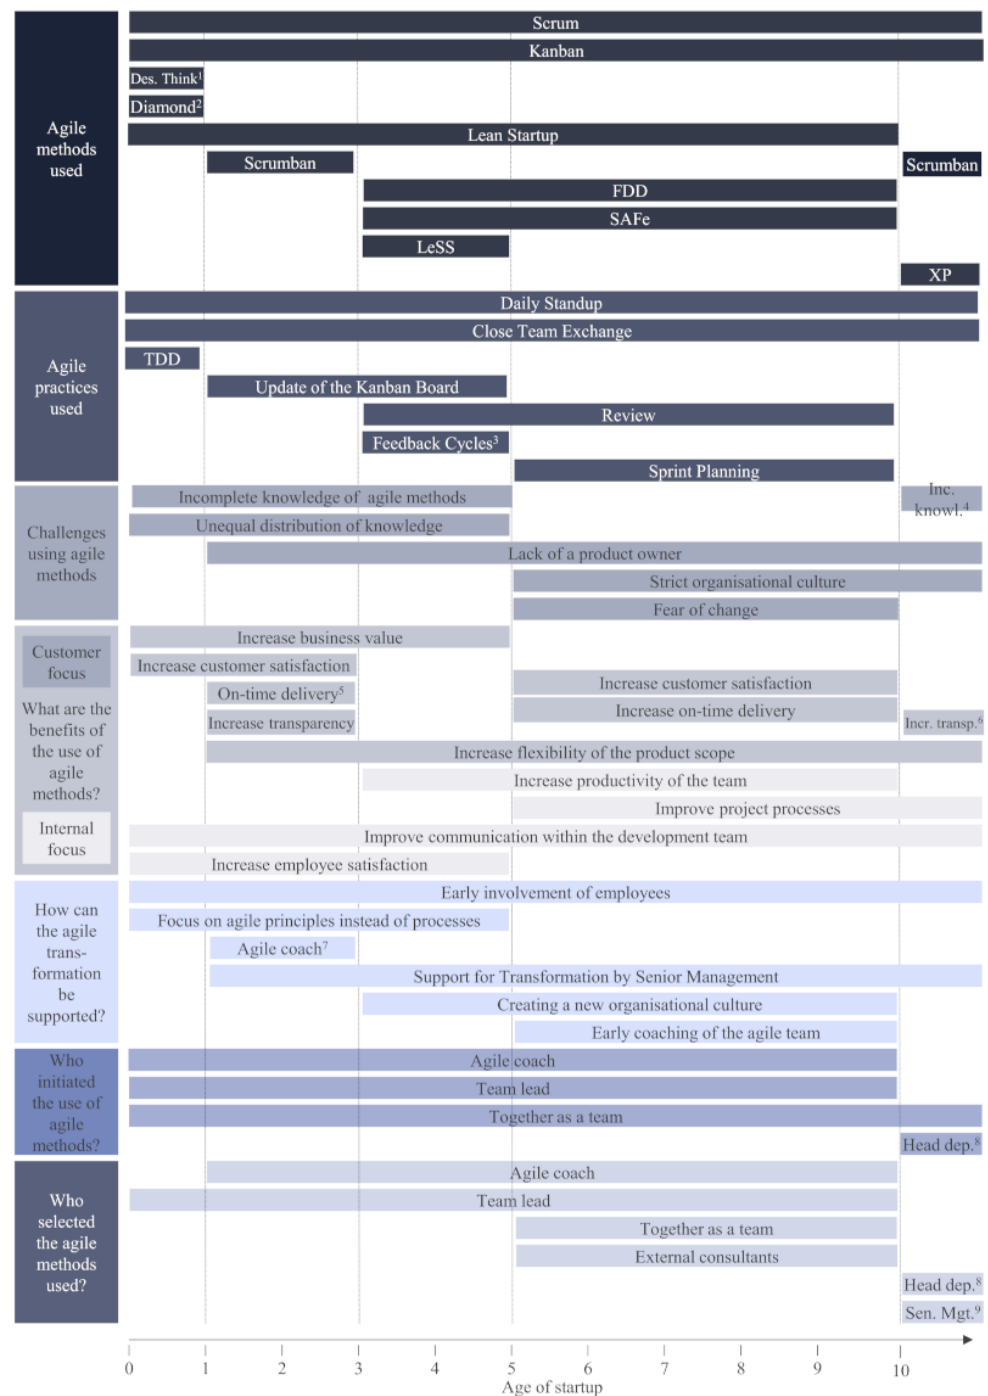 Agile
methods
used
Scrum
Kanban
Des. Think¹
Diamond²
Lean Startup
Scrumban
Scrumban
FDD
SAFe
LeSS
XP
Agile
practices
used
Daily Standup
Close Team Exchange
TDD
Update of the Kanban Board
Review
Feedback Cycles³
Sprint Planning
Challenges
using agile
methods
Incomplete knowledge of agile methods
Inc.
knowl.⁴
Unequal distribution of knowledge
Lack of a product owner
Strict organisational culture
Fear of change
Customer
focus
What are the
benefits of
the use of
agile
methods?
Internal
focus
Increase business value
Increase customer satisfaction
Increase customer satisfaction
On-time delivery⁵
Increase on-time delivery
Increase transparency
Incr. transp.⁶
Increase flexibility of the product scope
Increase productivity of the team
Improve project processes
Improve communication within the development team
Increase employee satisfaction
How can
the agile
trans-
formation
be
supported?
Early involvement of employees
Focus on agile principles instead of processes
Agile coach⁷
Support for Transformation by Senior Management
Creating a new organisational culture
Early coaching of the agile team
Who
initiated
the use of
agile
methods?
Agile coach
Team lead
Together as a team
Head dep.⁸
Who
selected
the agile
methods
used?
Agile coach
Team lead
Together as a team
External consultants
Head dep.⁸
Sen. Mgt.⁹
0 1 2 3 4 5 6 7 8 9 10
Age of startup